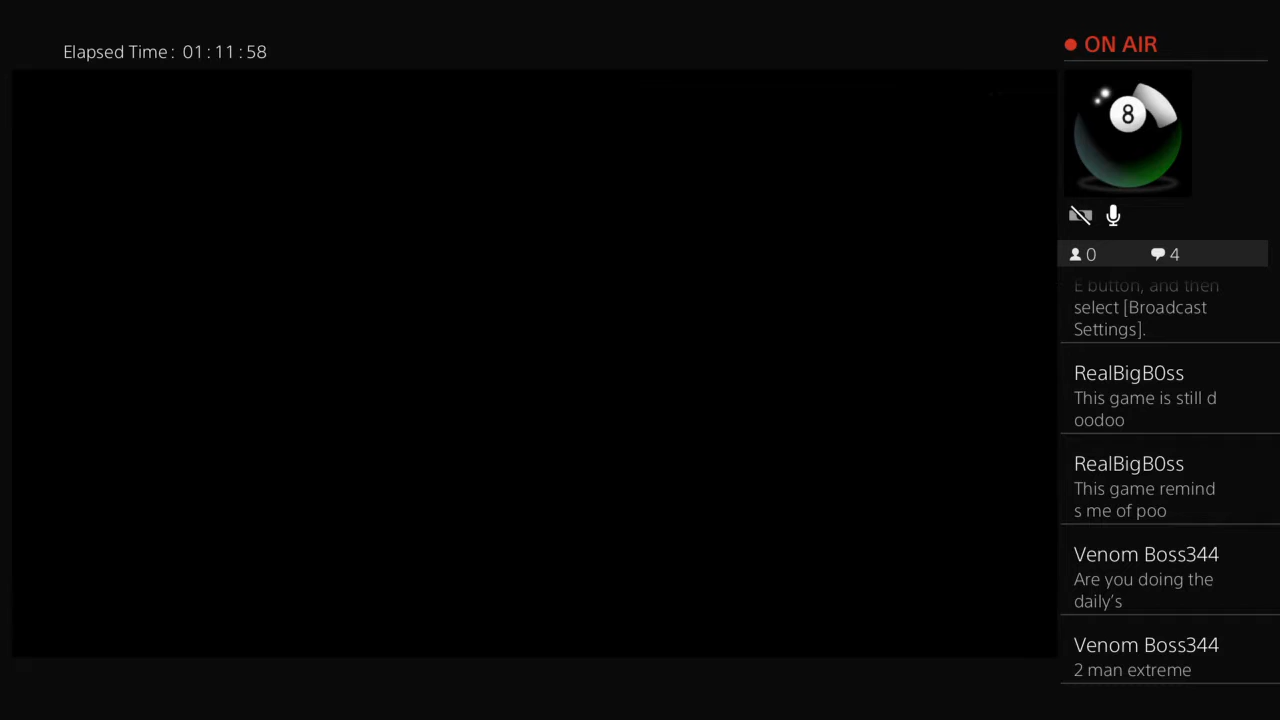 Elapsed Time: 01:11:58
ON AIR
8
0 4
E button, and then
select [Broadcast
Settings].
RealBigB0ss
This game is still d
oodoo
RealBigB0ss
This game remind
s me of poo
Venom Boss344
Are you doing the
daily's
Venom Boss344
2 man extreme